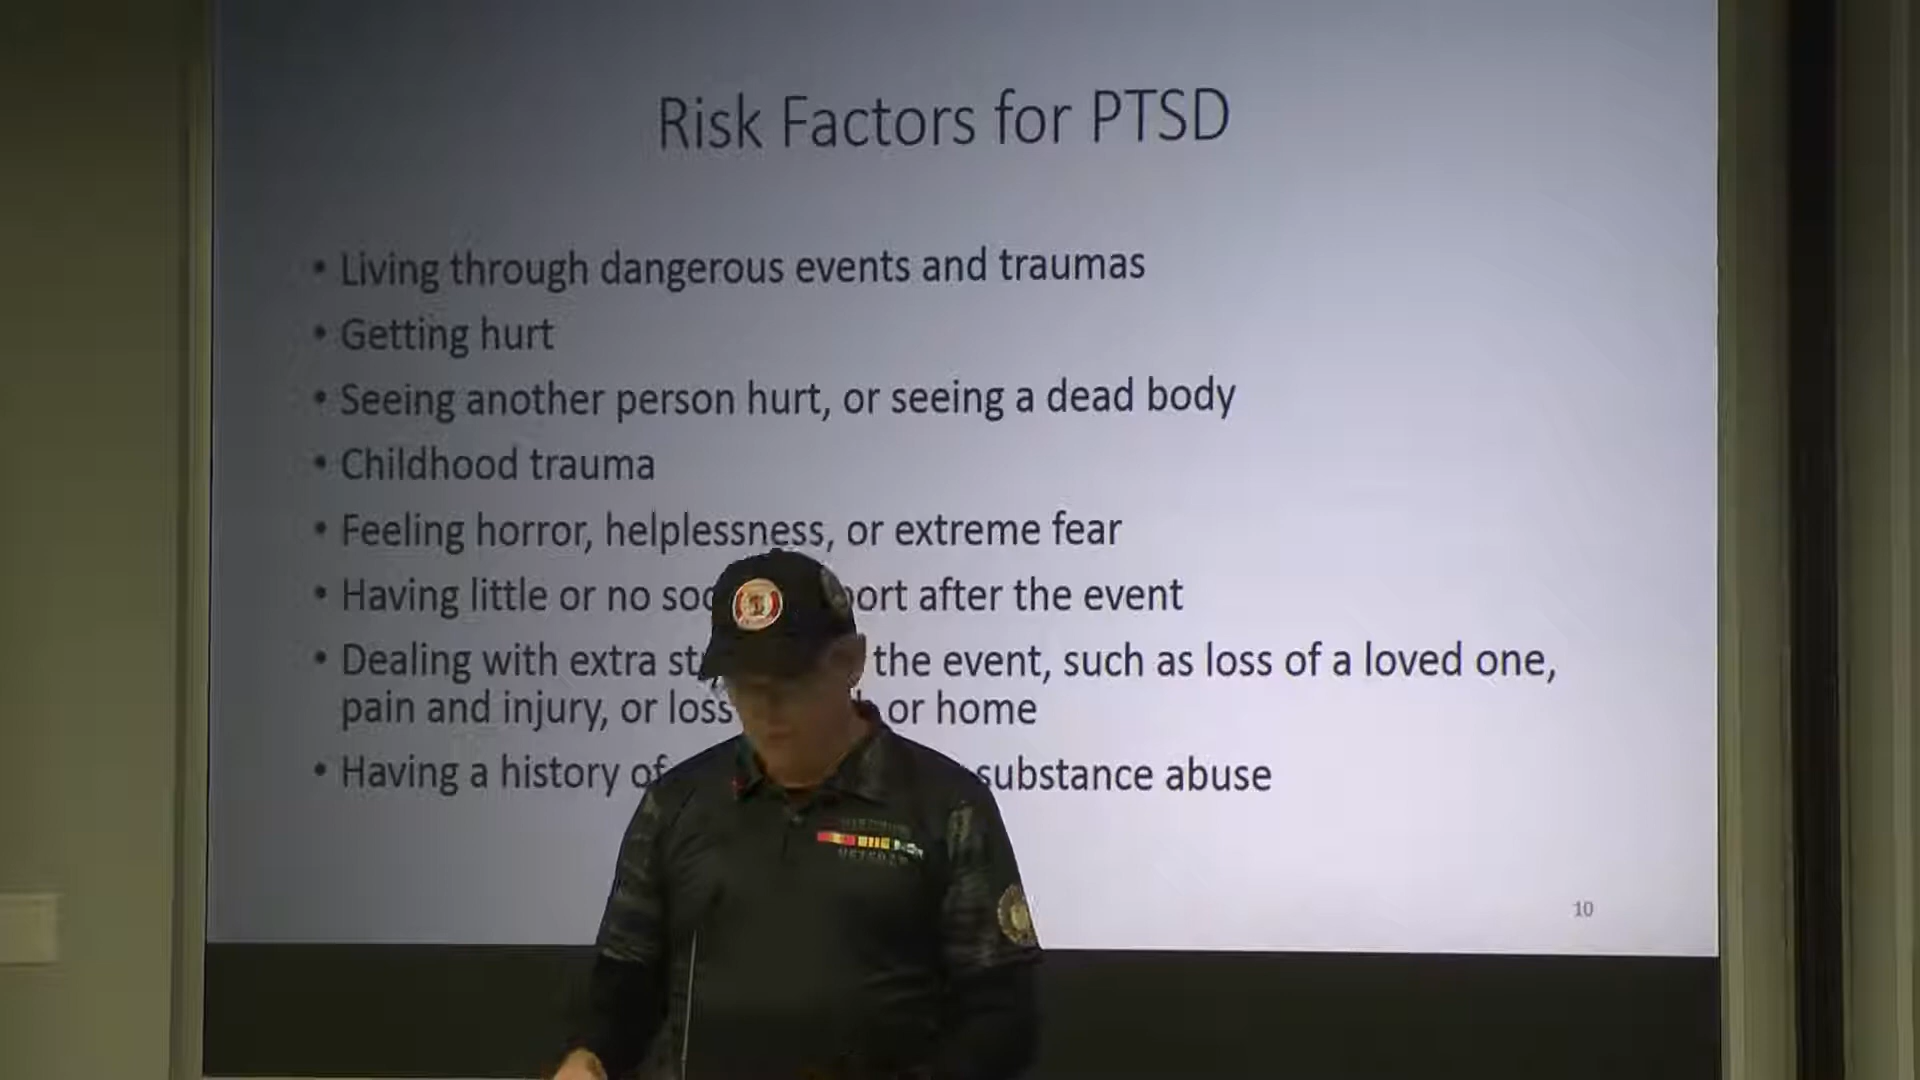 Risk Factors for PTSD
• Living through dangerous events and traumas
• Getting hurt
• Seeing another person hurt, or seeing a dead body
• Childhood trauma
• Feeling horror, helplessness, or extreme fear
• Having little or no after the event
• Dealing with extra the event, such as loss of a loved one,
pain and injury, or loss or home
• Having a history of substance abuse
VETERAN
10